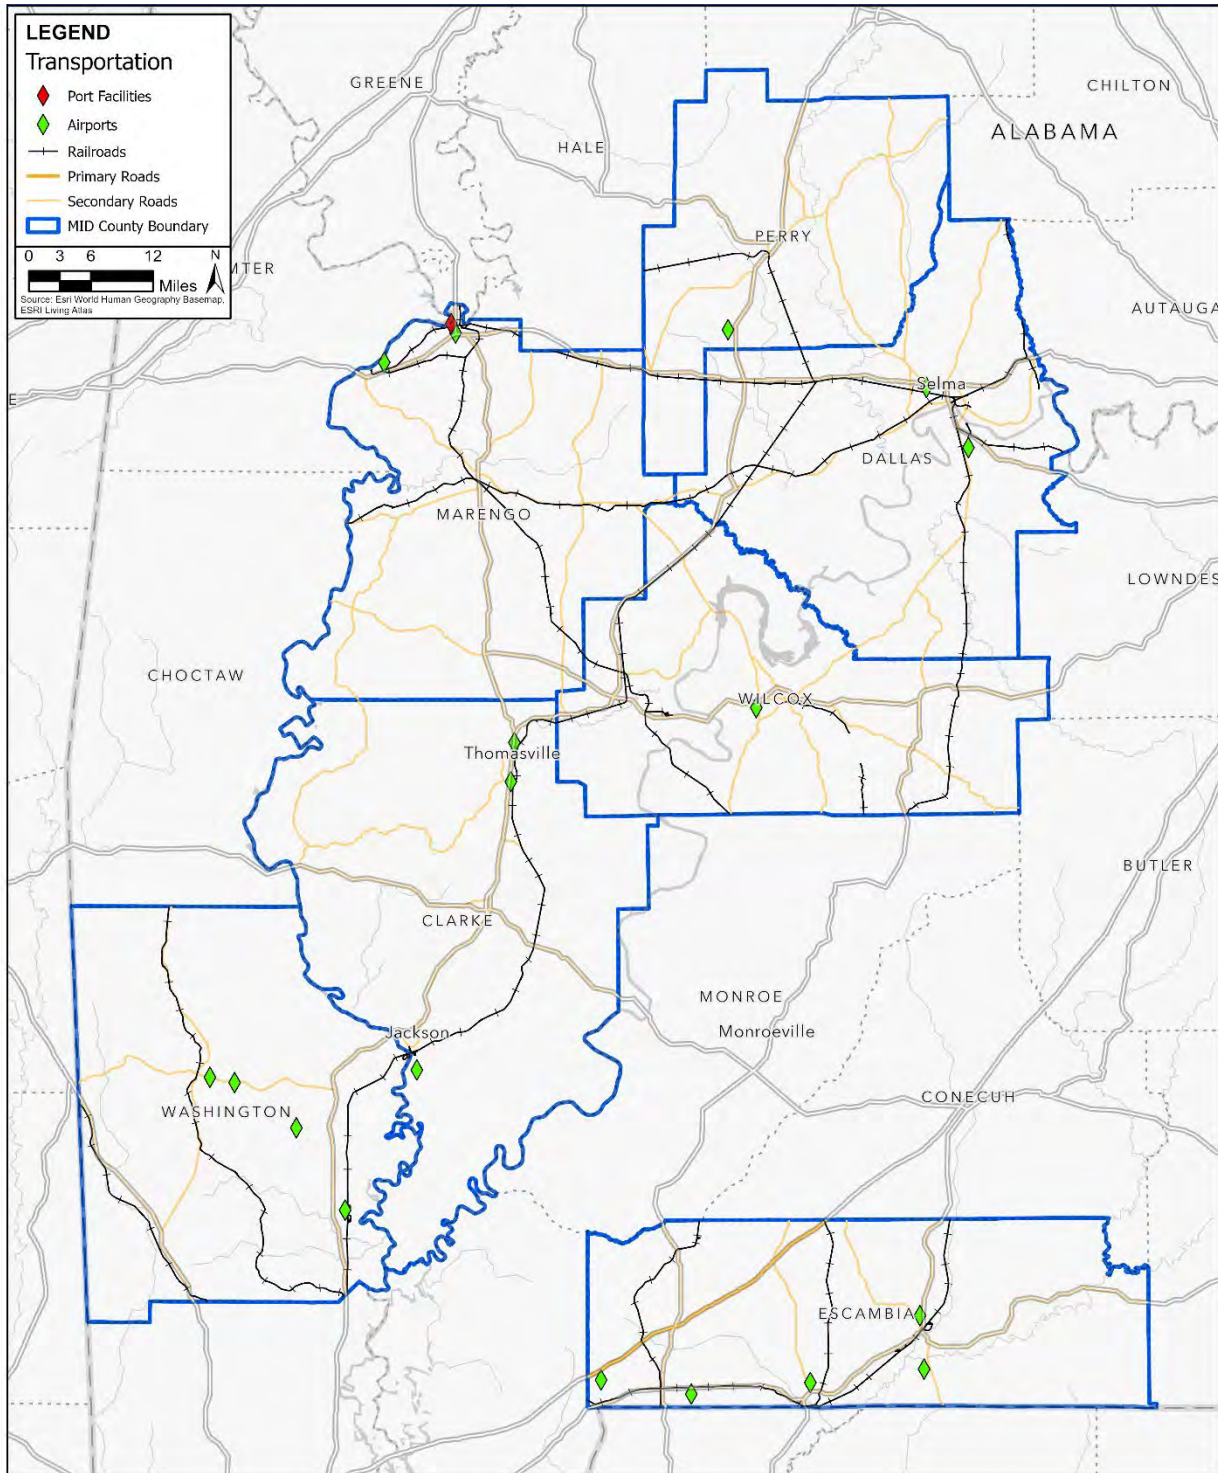 LEGEND
Transportation
Port Facilities
Airports
Railroads
Primary Roads
Secondary Roads
MID County Boundary
0 3 6 12
Miles
N
Source: Esri World Human Geography Basemap,
ESRI Living Atlas
GREENE
CHILTON
ALABAMA
HALE
PERRY
MTER
AUTAUGA
E
Selma
DALLAS
MARENGO
LOWNDES
CHOCTAW
WILCOX
Thomasville
BUTLER
CLARKE
MONROE
Jackson
Monroeville
CONECUH
WASHINGTON
ESCAMBIA